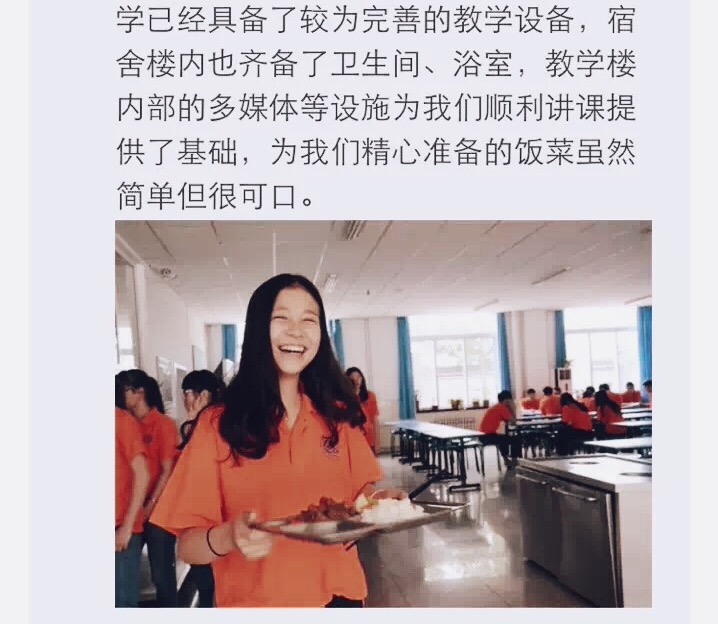 学已经具备了较为完善的教学设备，宿
舍楼内也齐备了卫生间、浴室，教学楼
内部的多媒体等设施为我们顺利讲课提
供了基础，为我们精心准备的饭菜虽然
简单但很可口。